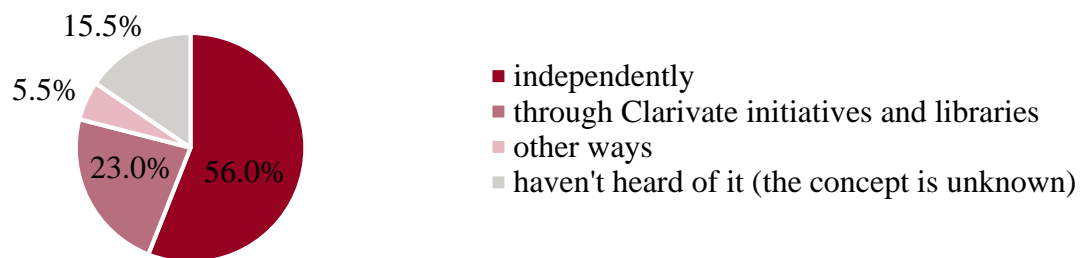 15.5%
5.5%
23.0%
56.0%
independently
through Clarivate initiatives and libraries
other ways
haven't heard of it (the concept is unknown)